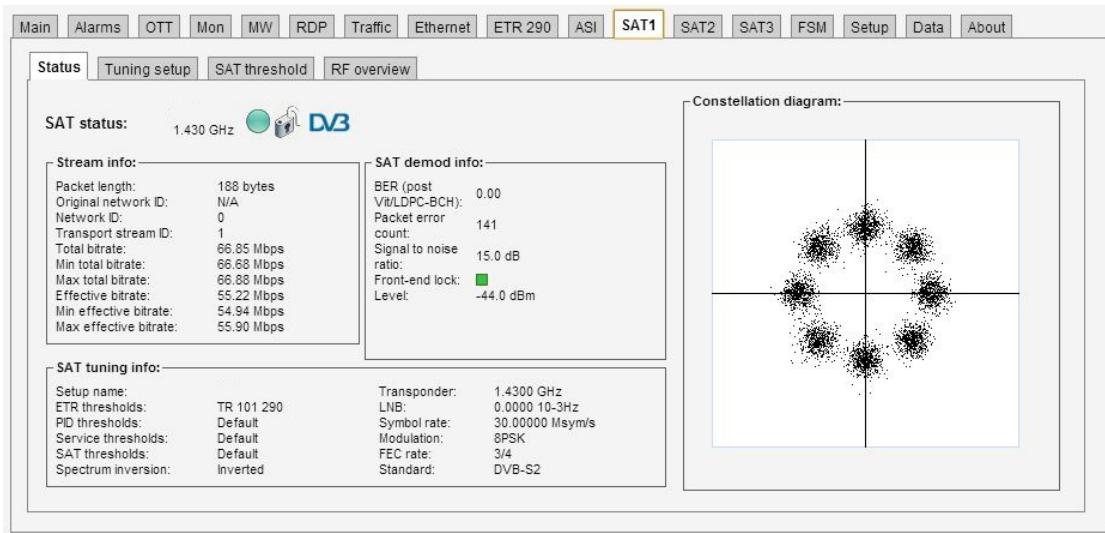 Main Alarms OTT Mon MW RDP Traffic Ethernet ETR 290 ASI SAT1 SAT2 SAT3 FSM Setup Data About
Status Tuning setup SAT threshold RF overview
SAT status: 1.430 GHz DVB
Stream info:
Packet length: 188 bytes
Original network ID: N/A
Network ID: 0
Transport stream ID: 1
Total bitrate: 66.85 Mbps
Min total bitrate: 66.68 Mbps
Max total bitrate: 66.88 Mbps
Effective bitrate: 55.22 Mbps
Min effective bitrate: 54.94 Mbps
Max effective bitrate: 55.90 Mbps
SAT demod info:
BER (post
Vit/LDPC-BCH): 0.00
Packet error
count: 141
Signal to noise
ratio: 15.0 dB
Front-end lock:
Level: -44.0 dBm
SAT tuning info:
Setup name:
ETR thresholds: TR 101 290
PID thresholds: Default
Service thresholds: Default
SAT thresholds: Default
Spectrum inversion: Inverted
Transponder: 1.4300 GHz
LNB: 0.0000 10-3Hz
Symbol rate: 30.00000 Msym/s
Modulation: 8PSK
FEC rate: 3/4
Standard: DVB-S2
Constellation diagram: